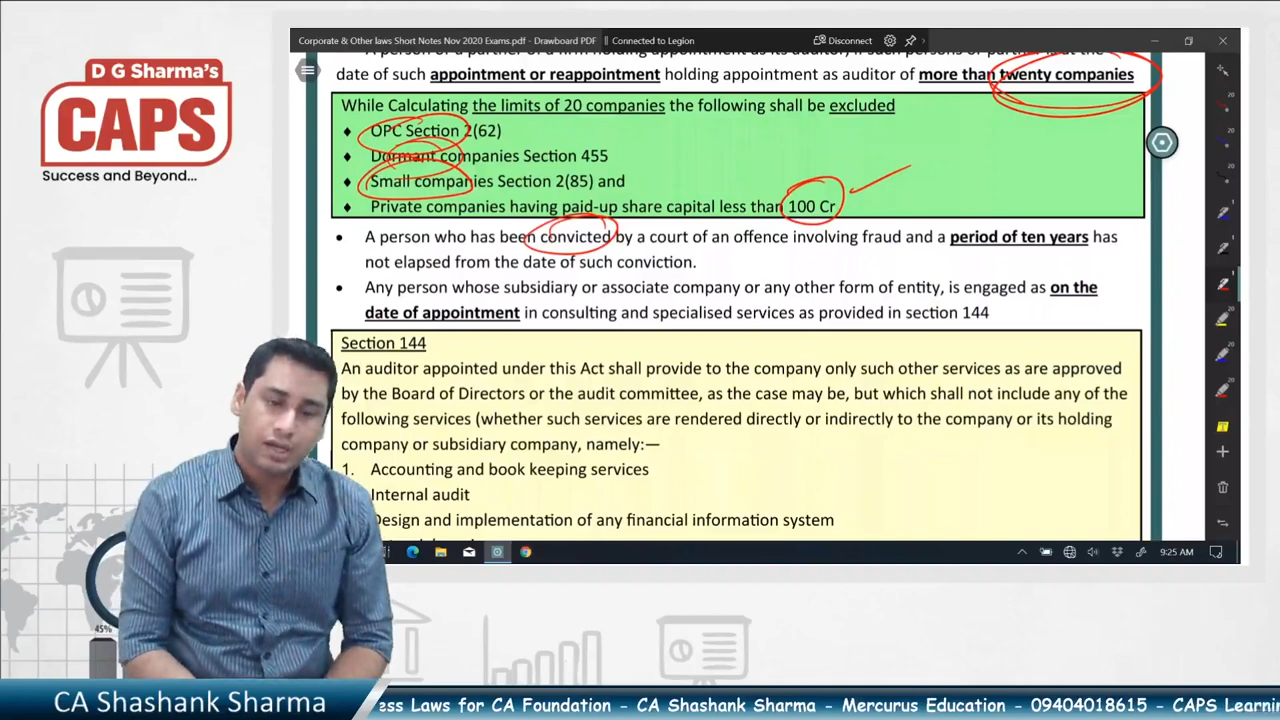 Corporate & Other laws Short Notes Nov 2020 Exams.pdf - Drawboard PDF || Connected to Legion
Disconnect
D G Sharma's
CAPS
Success and Beyond...
date of such appointment or reappointment holding appointment as auditor of more than twenty companies
While Calculating the limits of 20 companies the following shall be excluded
♦ OPC Section 2(62)
♦ Dormant companies Section 455
♦ Small companies Section 2(85) and
♦ Private companies having paid-up share capital less than 100 Cr
• A person who has been convicted by a court of an offence involving fraud and a period of ten years has
not elapsed from the date of such conviction.
• Any person whose subsidiary or associate company or any other form of entity, is engaged as on the
date of appointment in consulting and specialised services as provided in section 144
Section 144
An auditor appointed under this Act shall provide to the company only such other services as are approved
by the Board of Directors or the audit committee, as the case may be, but which shall not include any of the
following services (whether such services are rendered directly or indirectly to the company or its holding
company or subsidiary company, namely:—
1. Accounting and book keeping services
Internal audit
Design and implementation of any financial information system
9:25 AM
45%
CA Shashank Sharma
ess Laws for CA Foundation - CA Shashank Sharma - Mercurus Education - 09404018615 - CAPS Learni